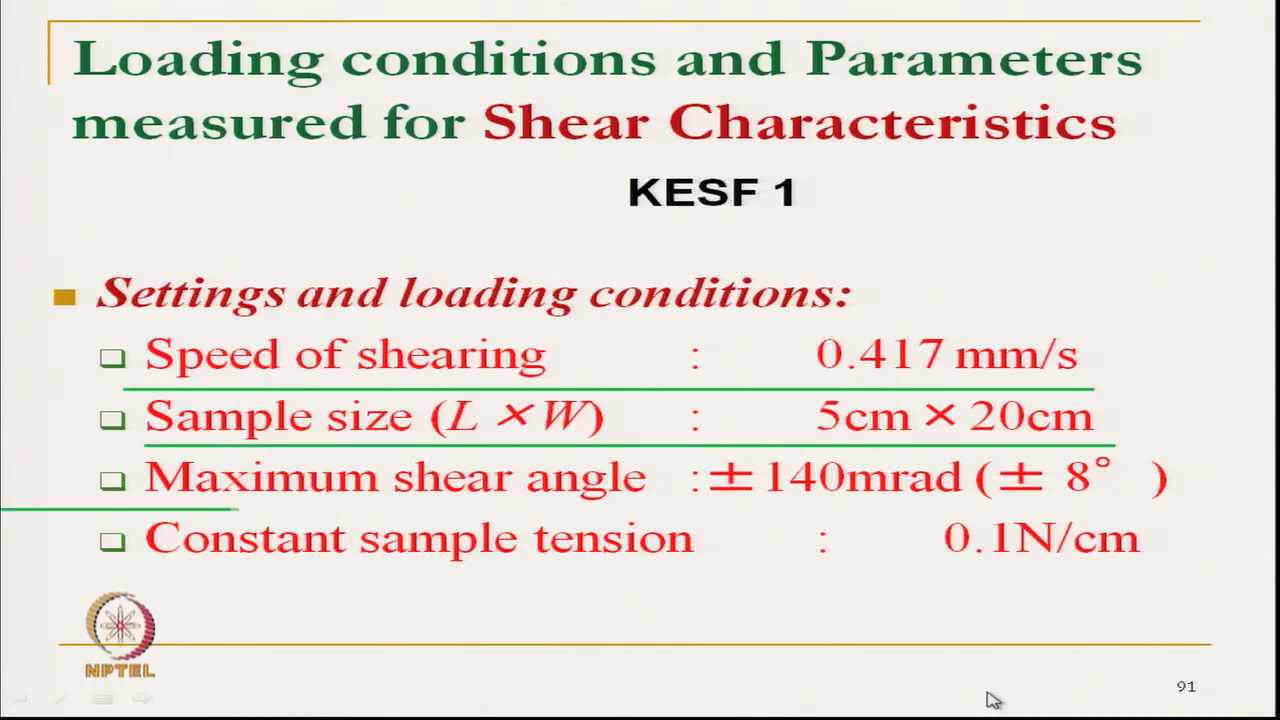 Loading conditions and Parameters
measured for Shear Characteristics
KESF 1
Settings and loading conditions:
Speed of shearing : 0.417 mm/s
Sample size (L × W) : 5cm × 20cm
Maximum shear angle : ± 140mrad (± 8° )
Constant sample tension : 0.1N/cm
NPTEL
91